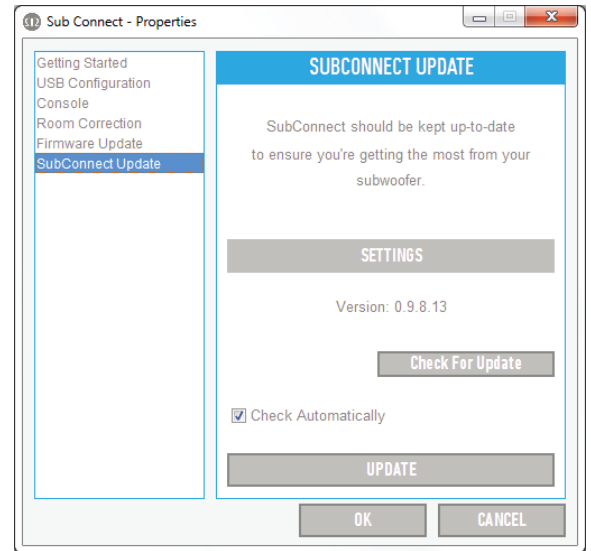 Sub Connect - Properties
Getting Started
USB Configuration
Console
Room Correction
Firmware Update
SubConnect Update
SUBCONNECT UPDATE
SubConnect should be kept up-to-date
to ensure you're getting the most from your
subwoofer.
SETTINGS
Version: 0.9.8.13
Check For Update
Check Automatically
UPDATE
OK
CANCEL